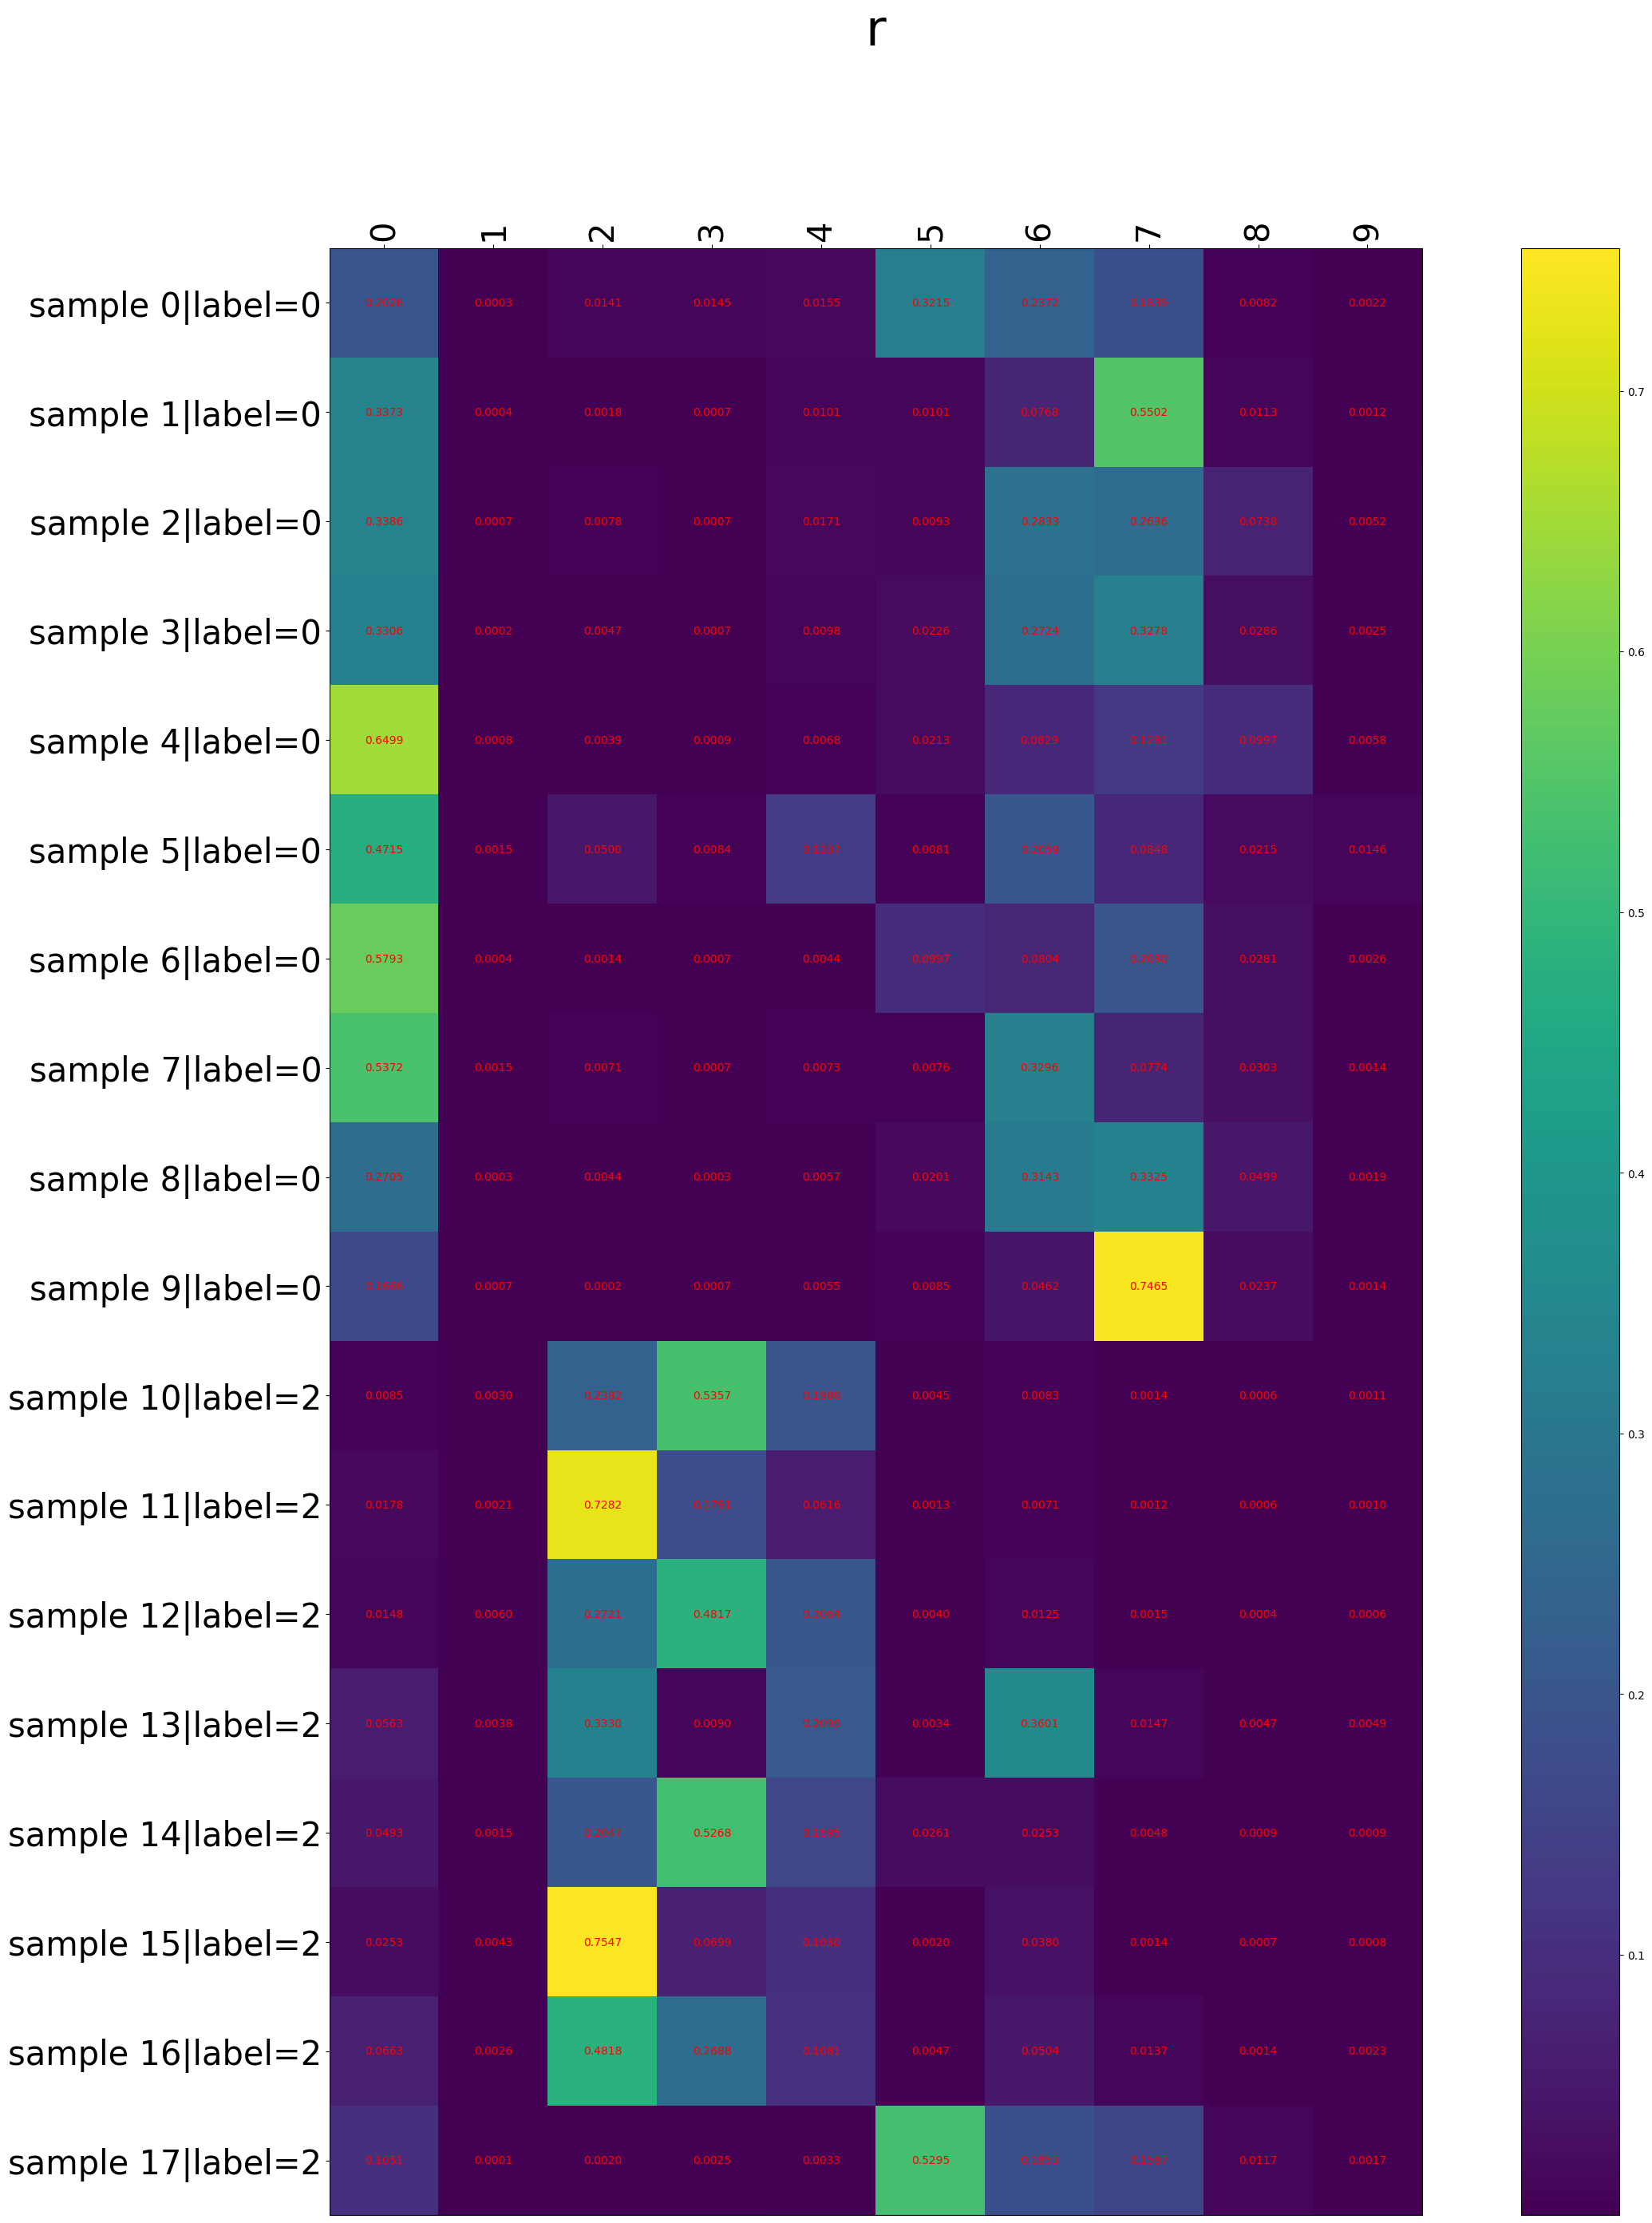 r
0 1 2 3 4 5 6 7 8 9
sample 0|label=0 0.0003 0.0141 0.0145 0.0155 0.3215 0.0082 0.0022
sample 1|label=0 0.3373 0.0004 0.0018 0.0007 0.0101 0.0101 0.0768 0.5502 0.0113 0.0012
0.7
sample 2|label=0 0.3386 0.0007 0.0078 0.0007 0.0171 0.0093 0.2833 0.2636 0.0738 0.0052
sample 3|label=0 0.3306 0.0002 0.0047 0.0007 0.0098 0.0226 0.2724 0.3278 0.0286 0.0025
0.6
sample 4|label=0 0.6499 0.0008 0.0039 0.0009 0.0068 0.0213 0.0829 0.0997 0.0058
sample 5|label=0 0.4715 0.0015 0.0500 0.0084 0.0081 0.0848 0.0215 0.0146
0.5
sample 6|label=0 0.5793 0.0004 0.0014 0.0007 0.0044 0.0997 0.0804 0.0281 0.0026
sample 7|label=0 0.5372 0.0015 0.0071 0.0007 0.0073 0.0076 0.3296 0.0774 0.0303 0.0014
sample 8|label=0 0.0003 0.0044 0.0003 0.0057 0.0201 0.3143 0.3325 0.0499 0.0019
0.4
sample 9|label=0 0.0007 0.0002 0.0007 0.0055 0.0085 0.0462 0.7465 0.0237 0.0014
sample 10|label=2 0.0085 0.0030 0.5357 0.0045 0.0083 0.0014 0.0006 0.0011
0.3
sample 11|label=2 0.0178 0.0021 0.7282 0.0616 0.0013 0.0071 0.0012 0.0006 0.0010
sample 12|label=2 0.0148 0.0060 0.2721 0.4817 0.0040 0.0125 0.0015 0.0004 0.0006
0.2
sample 13|label=2 0.0563 0.0038 0.3330 0.0090 0.0034 0.3601 0.0147 0.0047 0.0049
sample 14|label=2 0.0493 0.0015 0.5268 0.0261 0.0253 0.0048 0.0009 0.0009
sample 15|label=2 0.0253 0.0043 0.7547 0.0699 0.0020 0.0380 0.0014 0.0007 0.0008
0.1
sample 16|label=2 0.0663 0.0026 0.4818 0.2688 0.1081 0.0047 0.0504 0.0137 0.0014 0.0023
sample 17|label=2 0.0001 0.0020 0.0025 0.0033 0.5295 0.0117 0.0017